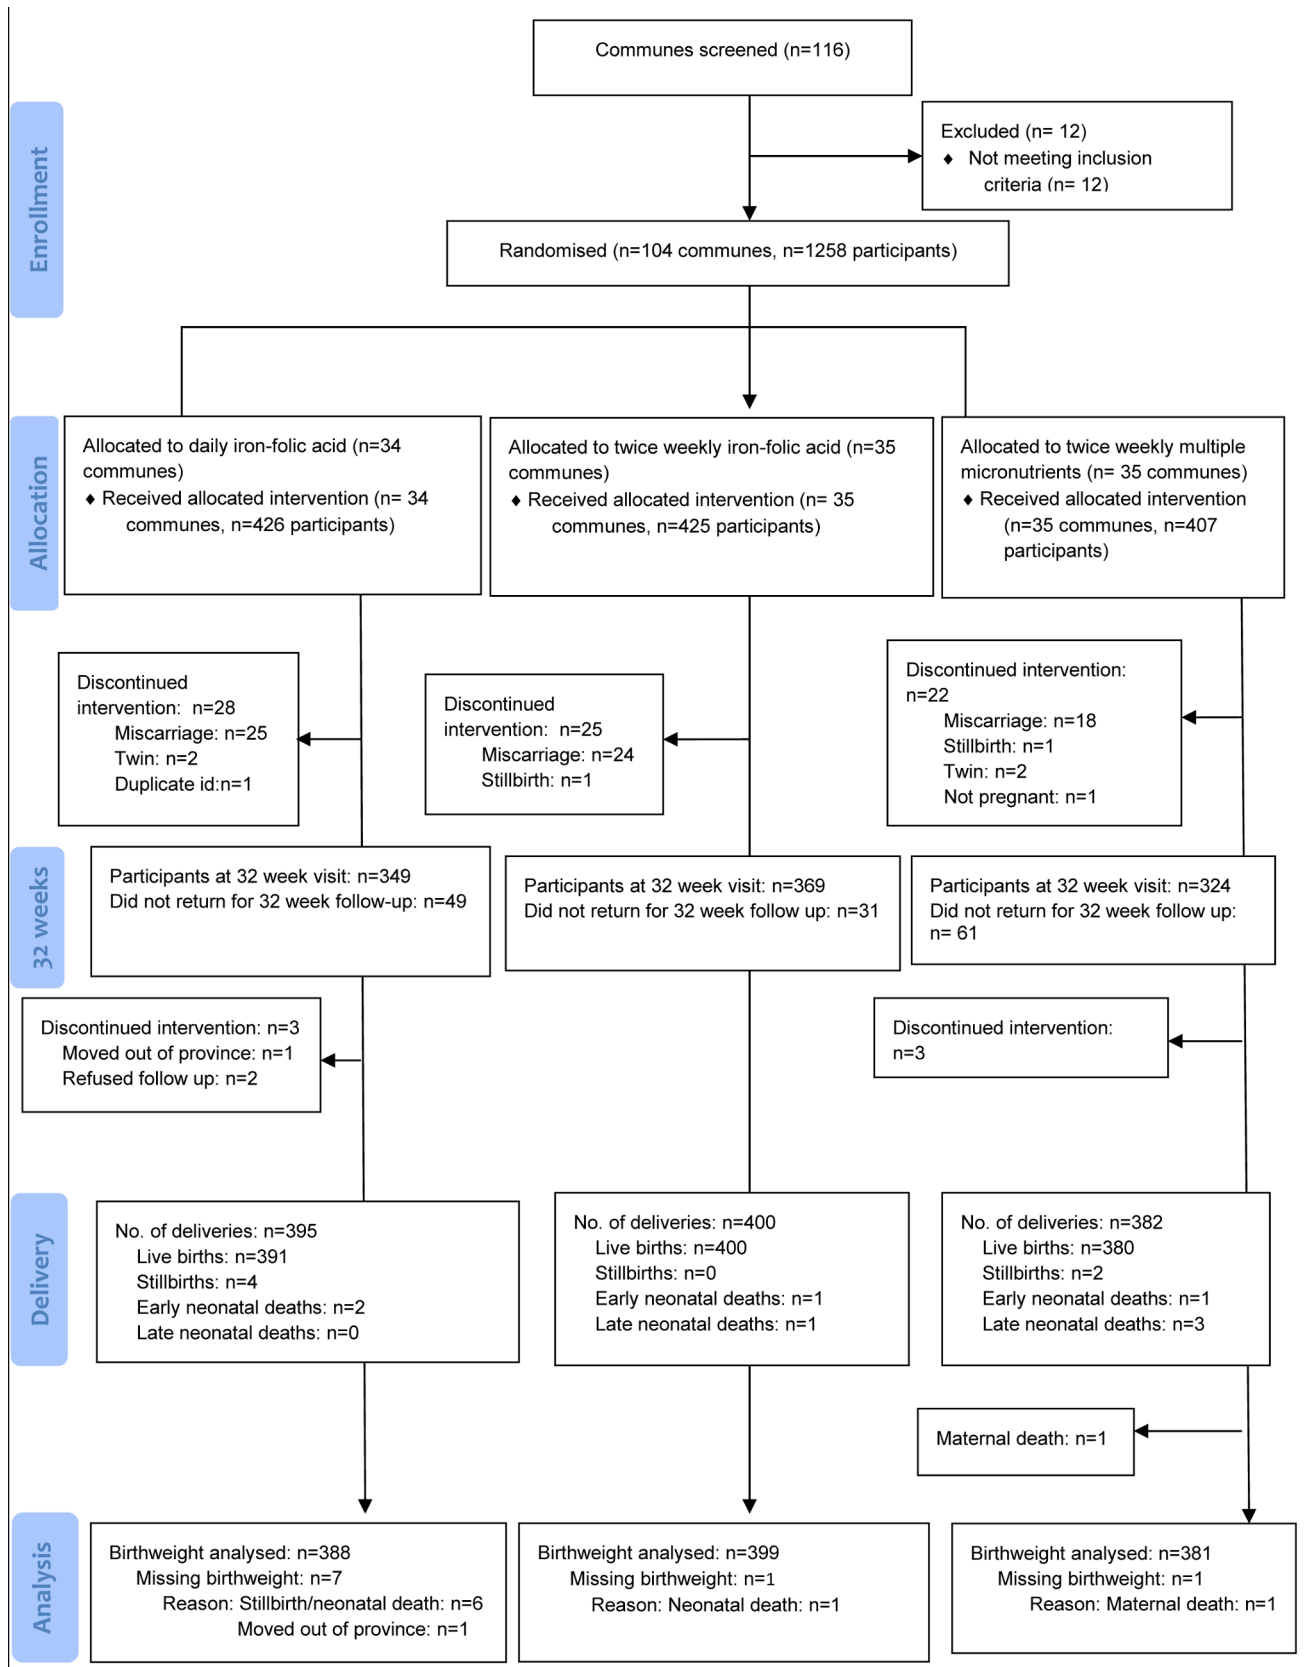 Communes screened (n=116)
Enrollment
Excluded (n= 12)
♦ Not meeting inclusion
criteria (n= 12)
Randomised (n=104 communes, n=1258 participants)
Allocation
Allocated to daily iron-folic acid (n=34
communes)
♦ Received allocated intervention (n= 34
communes, n=426 participants)
Allocated to twice weekly iron-folic acid (n=35
communes)
♦ Received allocated intervention (n= 35
communes, n=425 participants)
Allocated to twice weekly multiple
micronutrients (n= 35 communes)
♦ Received allocated intervention
(n=35 communes, n=407
participants)
Discontinued
intervention: n=28
Miscarriage: n=25
Twin: n=2
Duplicate id:n=1
Discontinued
intervention: n=25
Miscarriage: n=24
Stillbirth: n=1
Discontinued intervention:
n=22
Miscarriage: n=18
Stillbirth: n=1
Twin: n=2
Not pregnant: n=1
32 weeks
Participants at 32 week visit: n=349
Did not return for 32 week follow-up: n=49
Participants at 32 week visit: n=369
Did not return for 32 week follow up: n=31
Participants at 32 week visit: n=324
Did not return for 32 week follow up:
n= 61
Discontinued intervention: n=3
Moved out of province: n=1
Refused follow up: n=2
Discontinued intervention:
n=3
Delivery
No. of deliveries: n=395
Live births: n=391
Stillbirths: n=4
Early neonatal deaths: n=2
Late neonatal deaths: n=0
No. of deliveries: n=400
Live births: n=400
Stillbirths: n=0
Early neonatal deaths: n=1
Late neonatal deaths: n=1
No. of deliveries: n=382
Live births: n=380
Stillbirths: n=2
Early neonatal deaths: n=1
Late neonatal deaths: n=3
Maternal death: n=1
Analysis
Birthweight analysed: n=388
Missing birthweight: n=7
Reason: Stillbirth/neonatal death: n=6
Moved out of province: n=1
Birthweight analysed: n=399
Missing birthweight: n=1
Reason: Neonatal death: n=1
Birthweight analysed: n=381
Missing birthweight: n=1
Reason: Maternal death: n=1